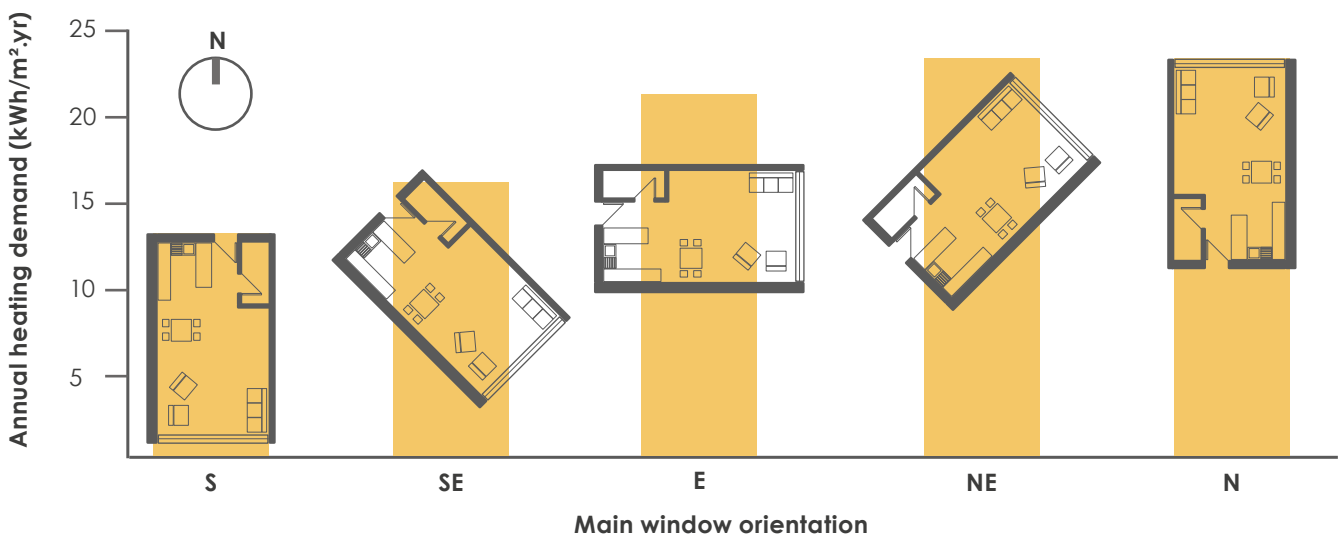 Annual heating demand (kWh/m².yr)
25
20
15
10
5
N
S
SE
E
NE
N
Main window orientation